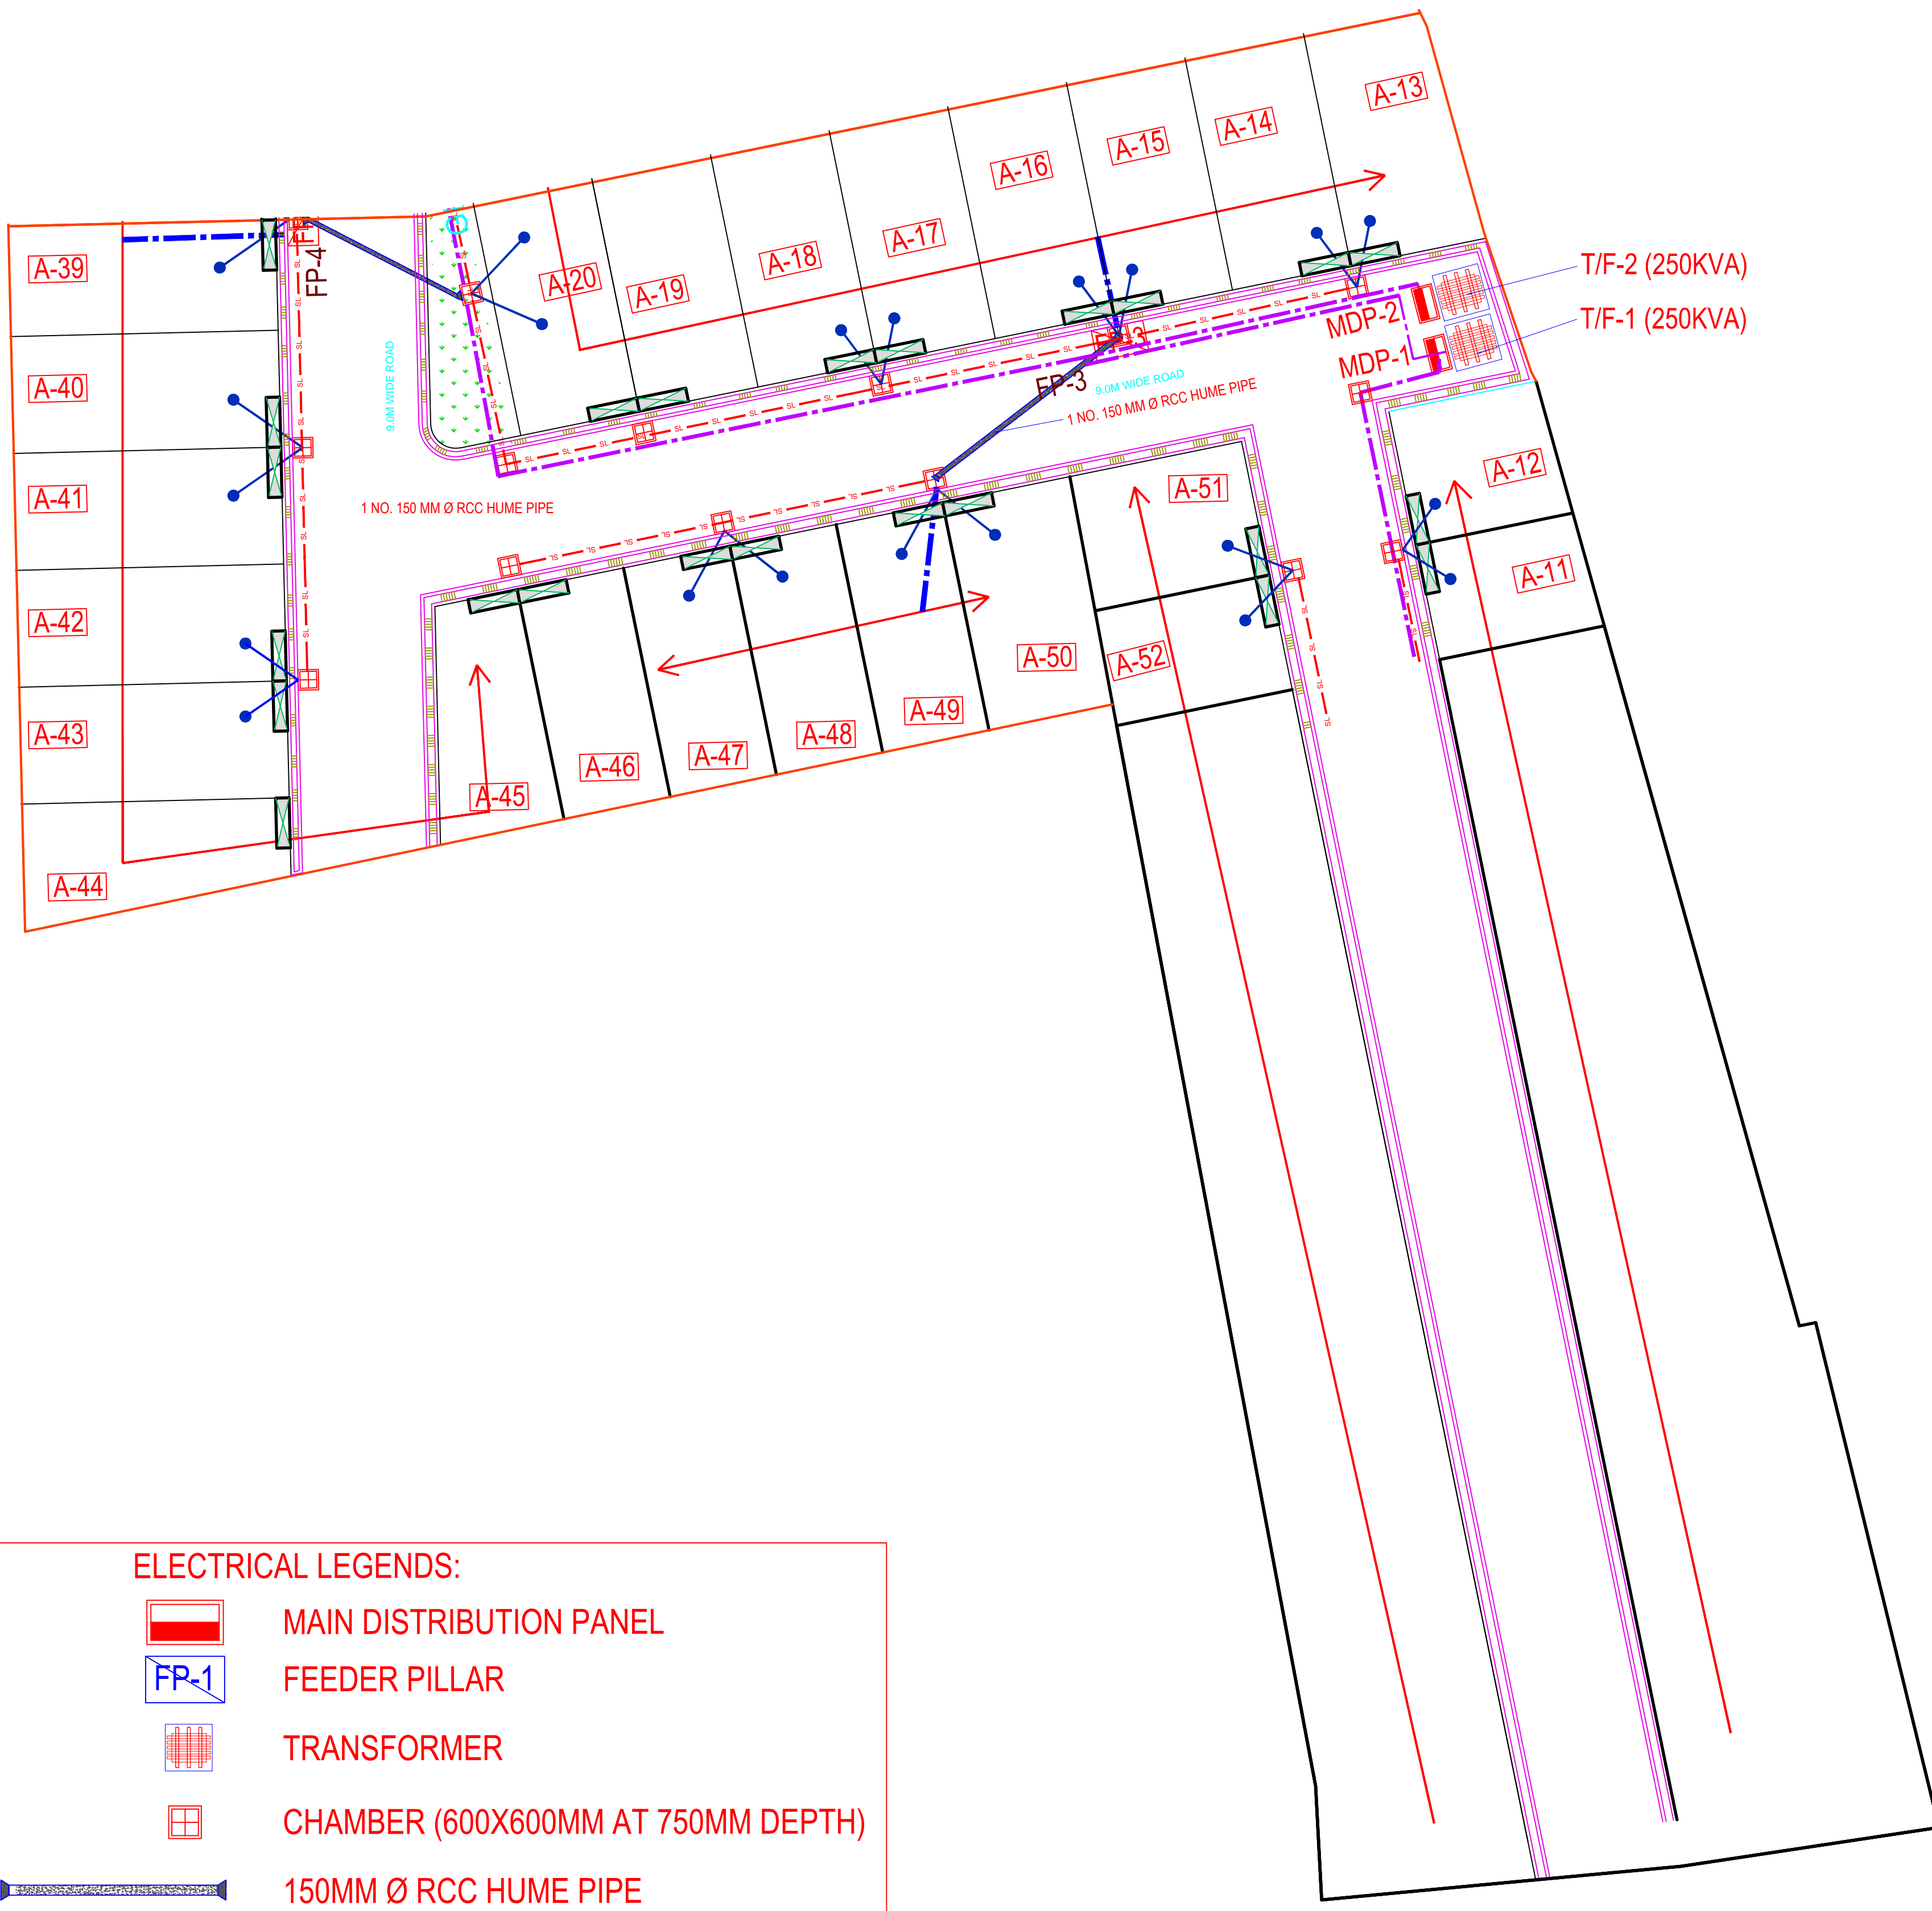 A-13
A-14
A-15
A-16
A-17
A-18
A-19
A-20
A-39
A-40
A-41
A-42
A-43
A-44
FP-4
9.0M WIDE ROAD
T/F-2 (250KVA)
T/F-1 (250KVA)
MDP-2
MDP-1
FP-3
9.0M WIDE ROAD
1 NO. 150 MM Ø RCC HUME PIPE
1 NO. 150 MM Ø RCC HUME PIPE
A-12
A-11
A-51
A-52
A-50
A-49
A-48
A-47
A-46
A-45
SL
ELECTRICAL LEGENDS:
MAIN DISTRIBUTION PANEL
FP-1
FEEDER PILLAR
TRANSFORMER
CHAMBER (600X600MM AT 750MM DEPTH)
150MM Ø RCC HUME PIPE